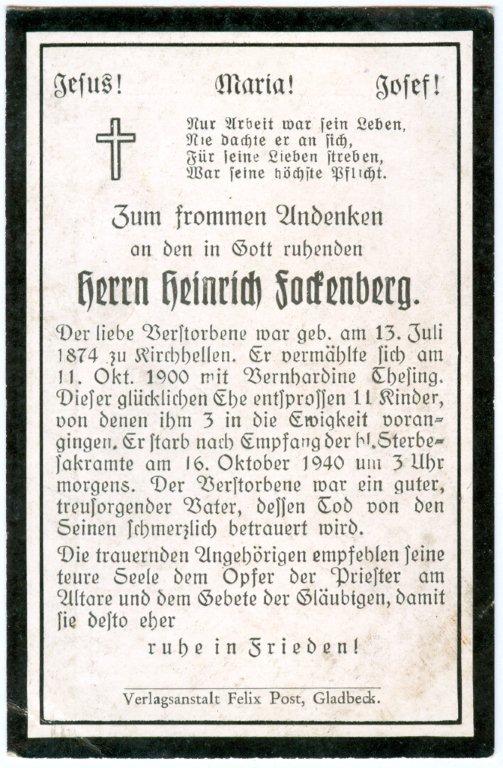 Jesus! Maria! Josef!
Nur Arbeit war sein Leben,
Nie dachte er an sich,
Für seine Lieben streben,
War seine höchste Pflicht.
Zum frommen Andenken
an den in Gott ruhenden
Herrn Heinrich Fockenberg.
Der liebe Verstorbene war geb. am 13. Juli
1874 zu Kirchhellen. Er vermählte sich am
11. Okt. 1900 mit Bernhardine Thesing.
Dieser glücklichen Ehe entsprossen 11 Kinder,
von denen ihm 3 in die Ewigkeit voran-
gingen. Er starb nach Empfang der hl. Sterbe-
sakramte am 16. Oktober 1940 um 3 Uhr
morgens. Der Verstorbene war ein guter,
treusorgender Vater, dessen Tod von den
Seinen schmerzlich betrauert wird.
Die trauernden Angehörigen empfehlen seine
teure Seele dem Opfer der Priester am
Altare und dem Gebete der Gläubigen, damit
sie desto eher
ruhe in Frieden!
Verlagsanstalt Felix Post, Gladbeck.